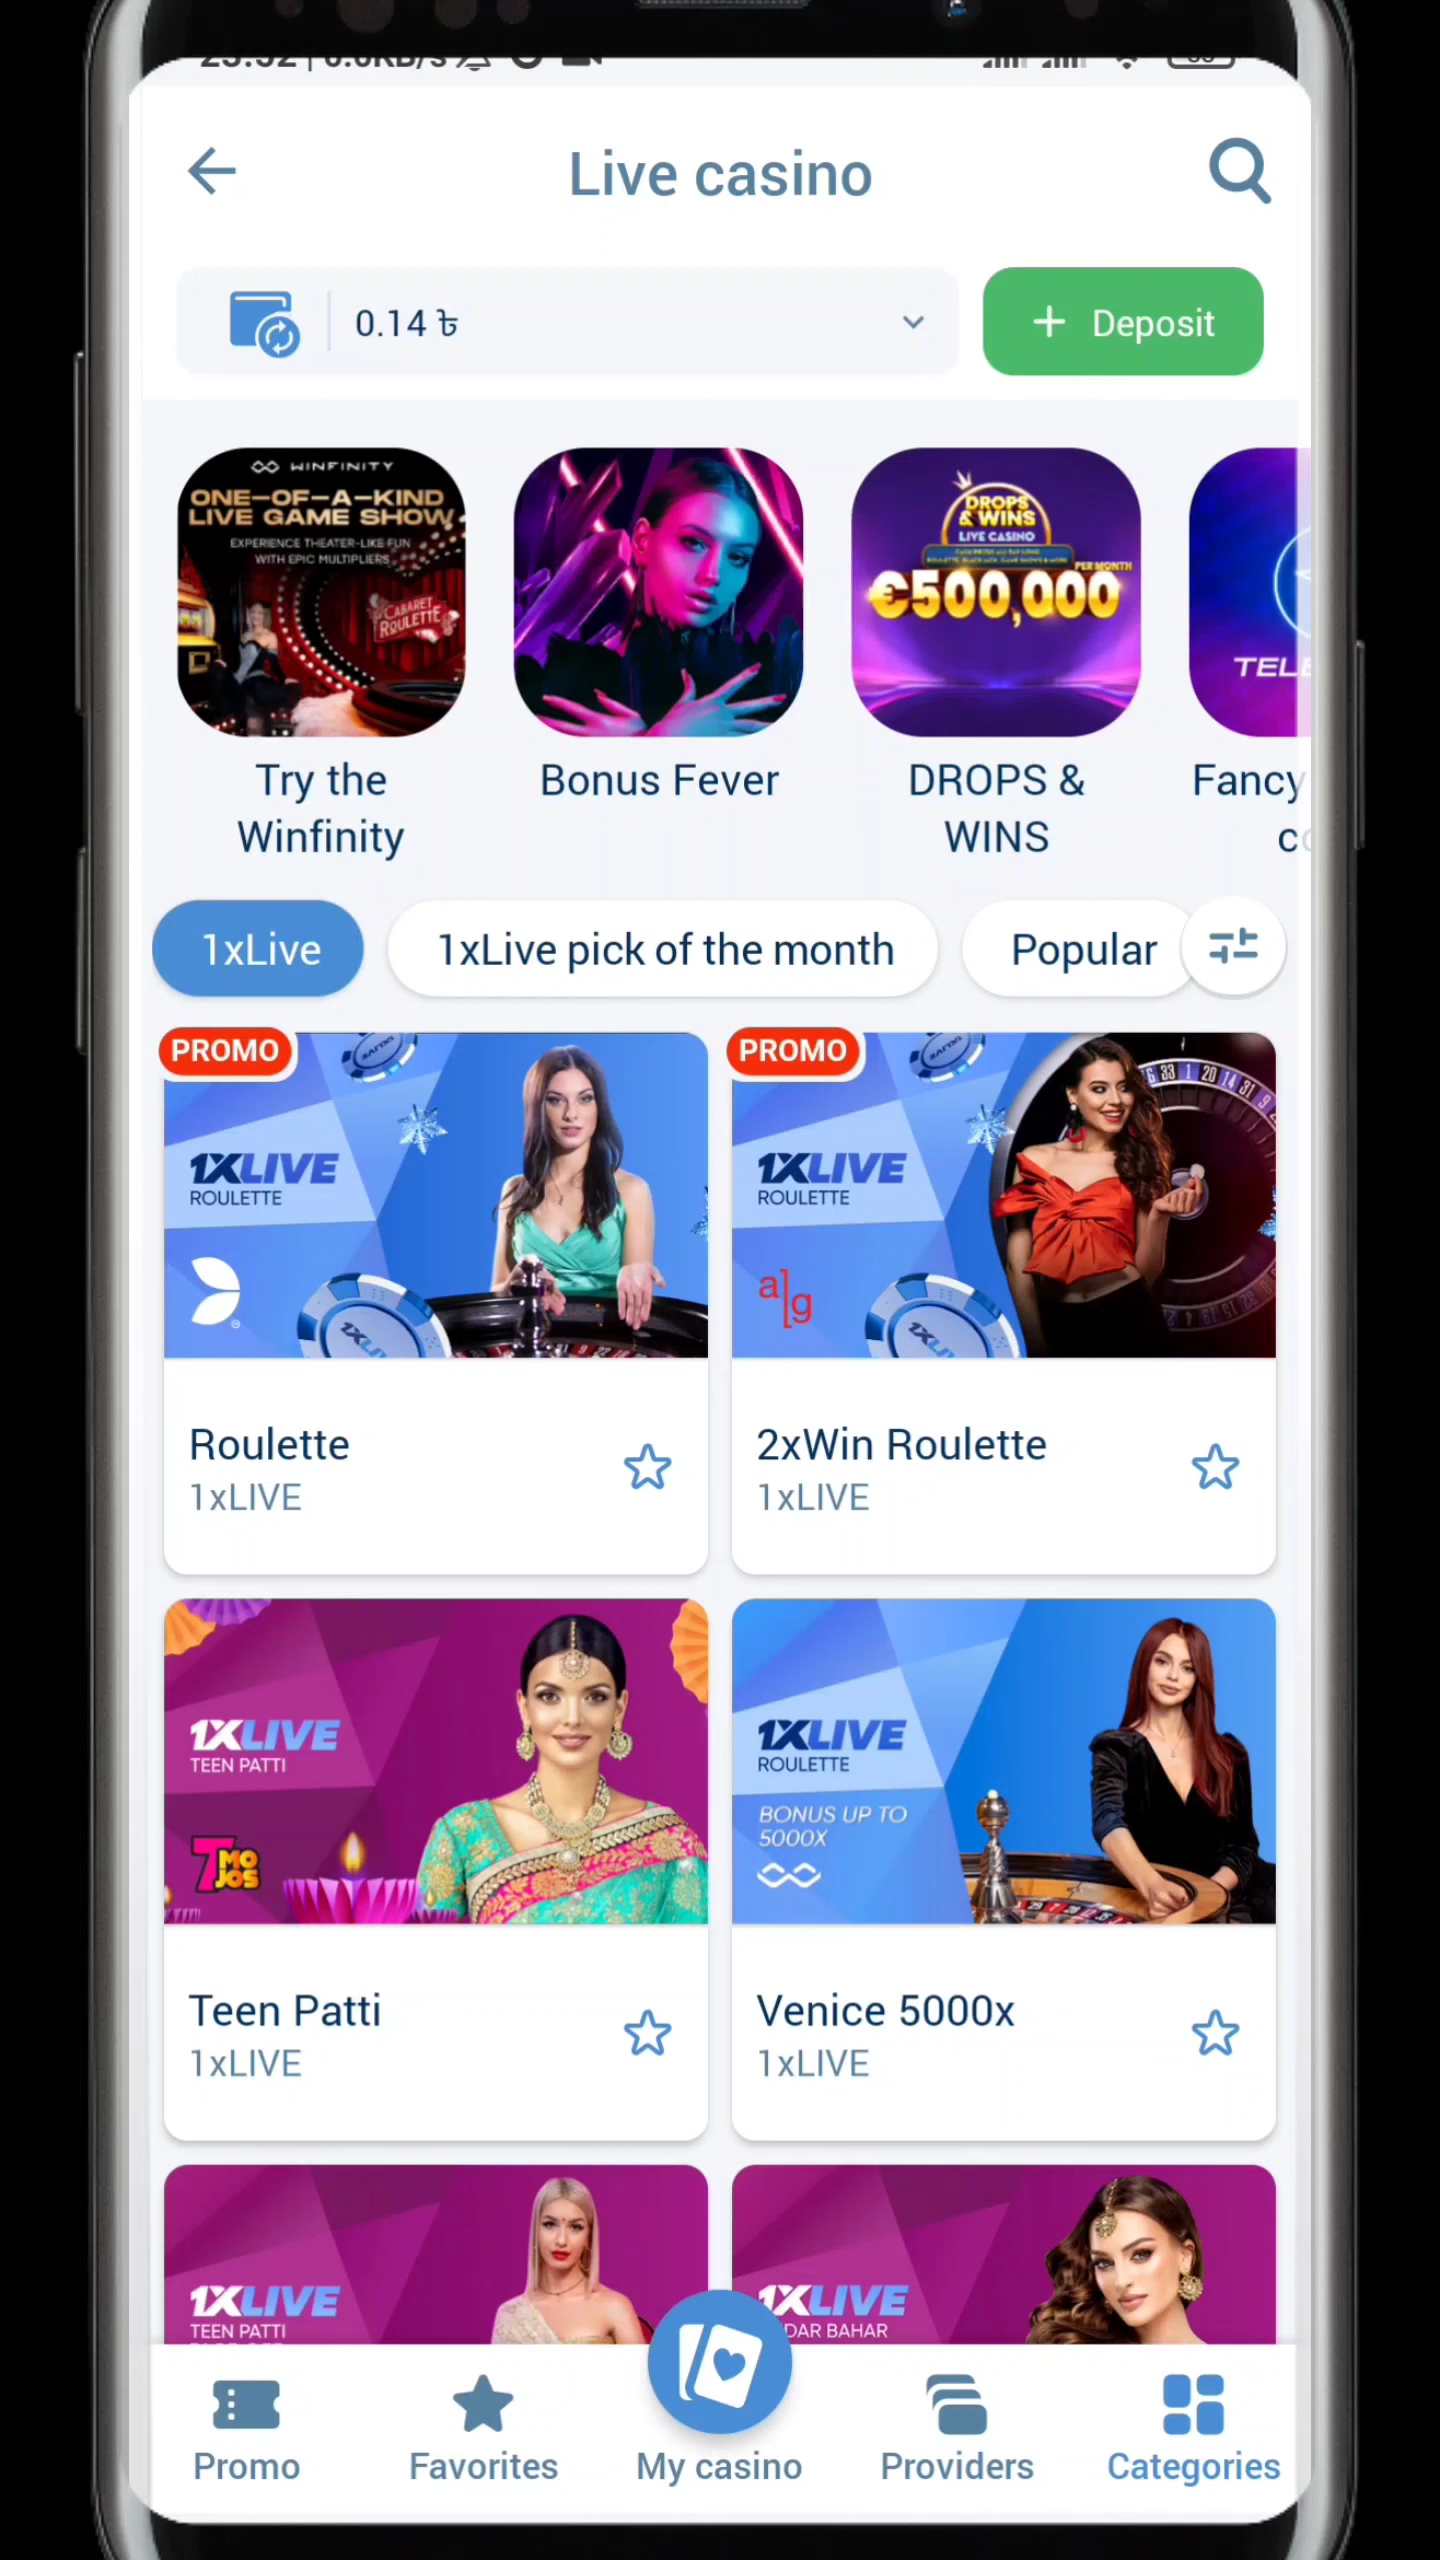 Live casino
0.14 ৳
+ Deposit
WINFINITY
ONE-OF-A-KIND
LIVE GAME SHOW
EXPERIENCE THEATER-LIKE FUN
WITH EPIC MULTIPLIERS
CABARET
ROULETTE
DROPS
& WINS
LIVE CASINO
PER MONTH
€500,000
Try the
Winfinity
Bonus Fever
DROPS &
WINS
Fancy
1xLive
1xLive pick of the month
Popular
PROMO
1XLIVE
ROULETTE
PROMO
1XLIVE
ROULETTE
a]g
Roulette
1xLIVE
2xWin Roulette
1xLIVE
1XLIVE
TEEN PATTI
7 MO
JOS
1XLIVE
ROULETTE
BONUS UP TO
5000X
Teen Patti
1xLIVE
Venice 5000x
1xLIVE
1XLIVE
TEEN PATTI
1XLIVE
DAR BAHAR
Promo
Favorites
My casino
Providers
Categories